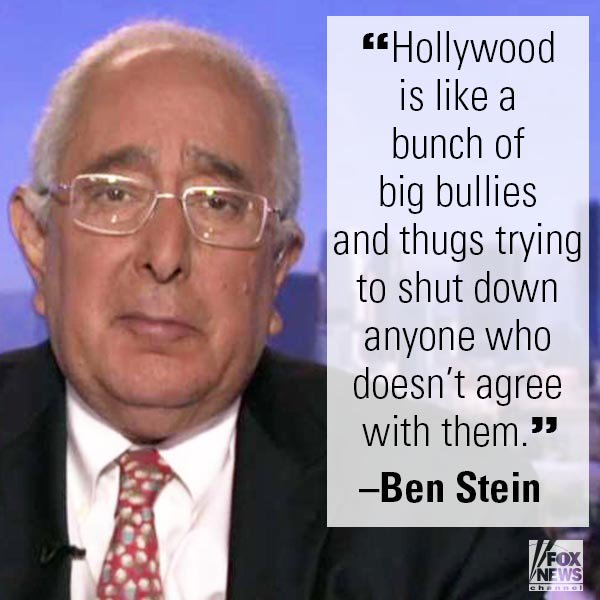 “Hollywood
is like a
bunch of
big bullies
and thugs trying
to shut down
anyone who
doesn’t agree
with them.”
–Ben Stein
FOX
NEWS
channel